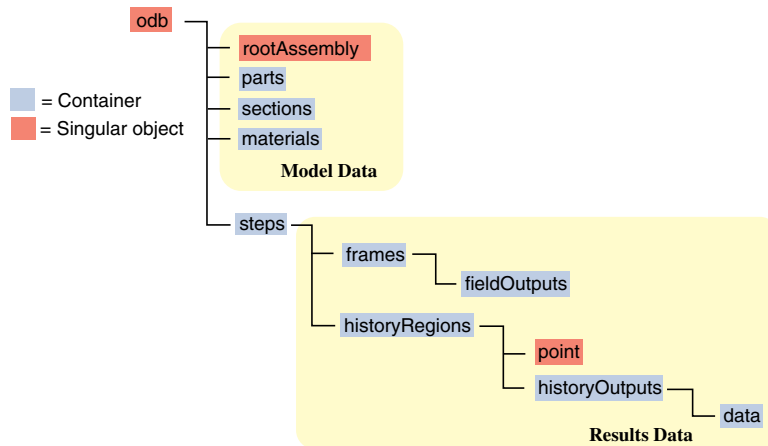 odb
rootAssembly
parts
= Container
sections
= Singular object
materials
Model Data
steps
frames
fieldOutputs
historyRegions
point
historyOutputs
data
Results Data